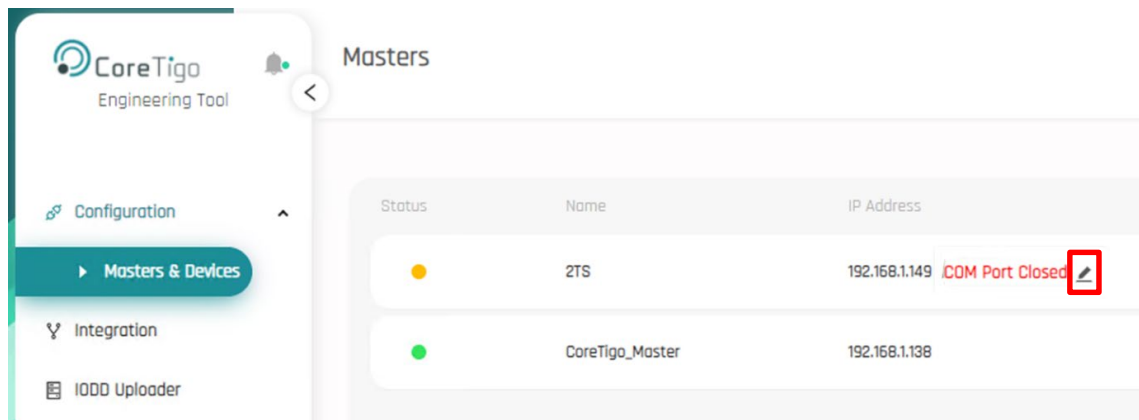 CoreTigo
Engineering Tool
Masters
Configuration
Masters & Devices
Integration
IODD Uploader
Status Name IP Address
2TS 192.168.1.149 /COM Port Closed
CoreTigo_Master 192.168.1.138